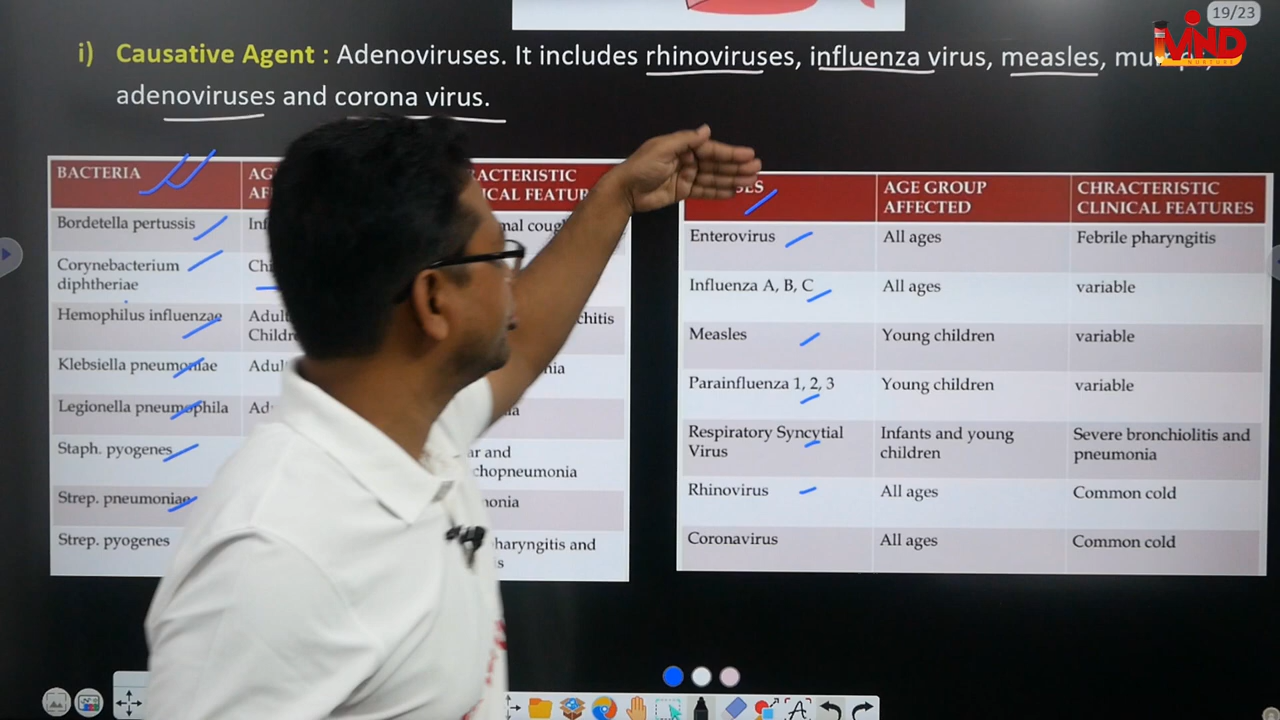 19/23
MIND
NURTURE
i) Causative Agent : Adenoviruses. It includes rhinoviruses, influenza virus, measles,
adenoviruses and corona virus.
BACTERIA
Bordetella pertussis
Corynebacterium
diphtheriae
Hemophilus influenzae
Klebsiella pneumoniae
Legionella pneumophila
Staph. pyogenes
Strep. pneumoniae
Strep. pyogenes
AGE GROUP CHRACTERISTIC
AFFECTED CLINICAL FEATURES
Enterovirus All ages Febrile pharyngitis
Influenza A, B, C All ages variable
Measles Young children variable
Parainfluenza 1, 2, 3 Young children variable
Respiratory Syncytial Infants and young Severe bronchiolitis and
Virus children pneumonia
Rhinovirus All ages Common cold
Coronavirus All ages Common cold